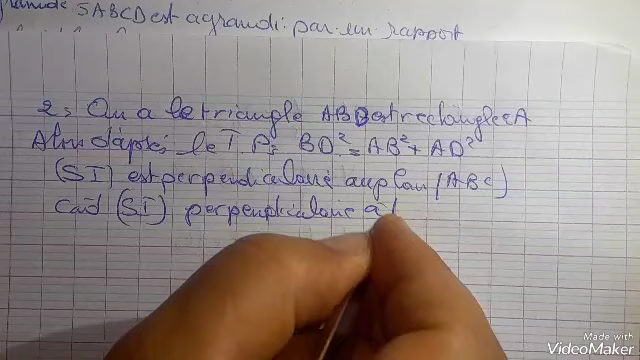 SABCD est agrandi par un rapport
2) On a le triangle ABD est rectangle A
Alors d'après le T P: BD² = AB² + AD²
(SI) est perpendiculaire au plan (ABC)
cad (SI) perpendiculaire à
Made with
VideoMaker